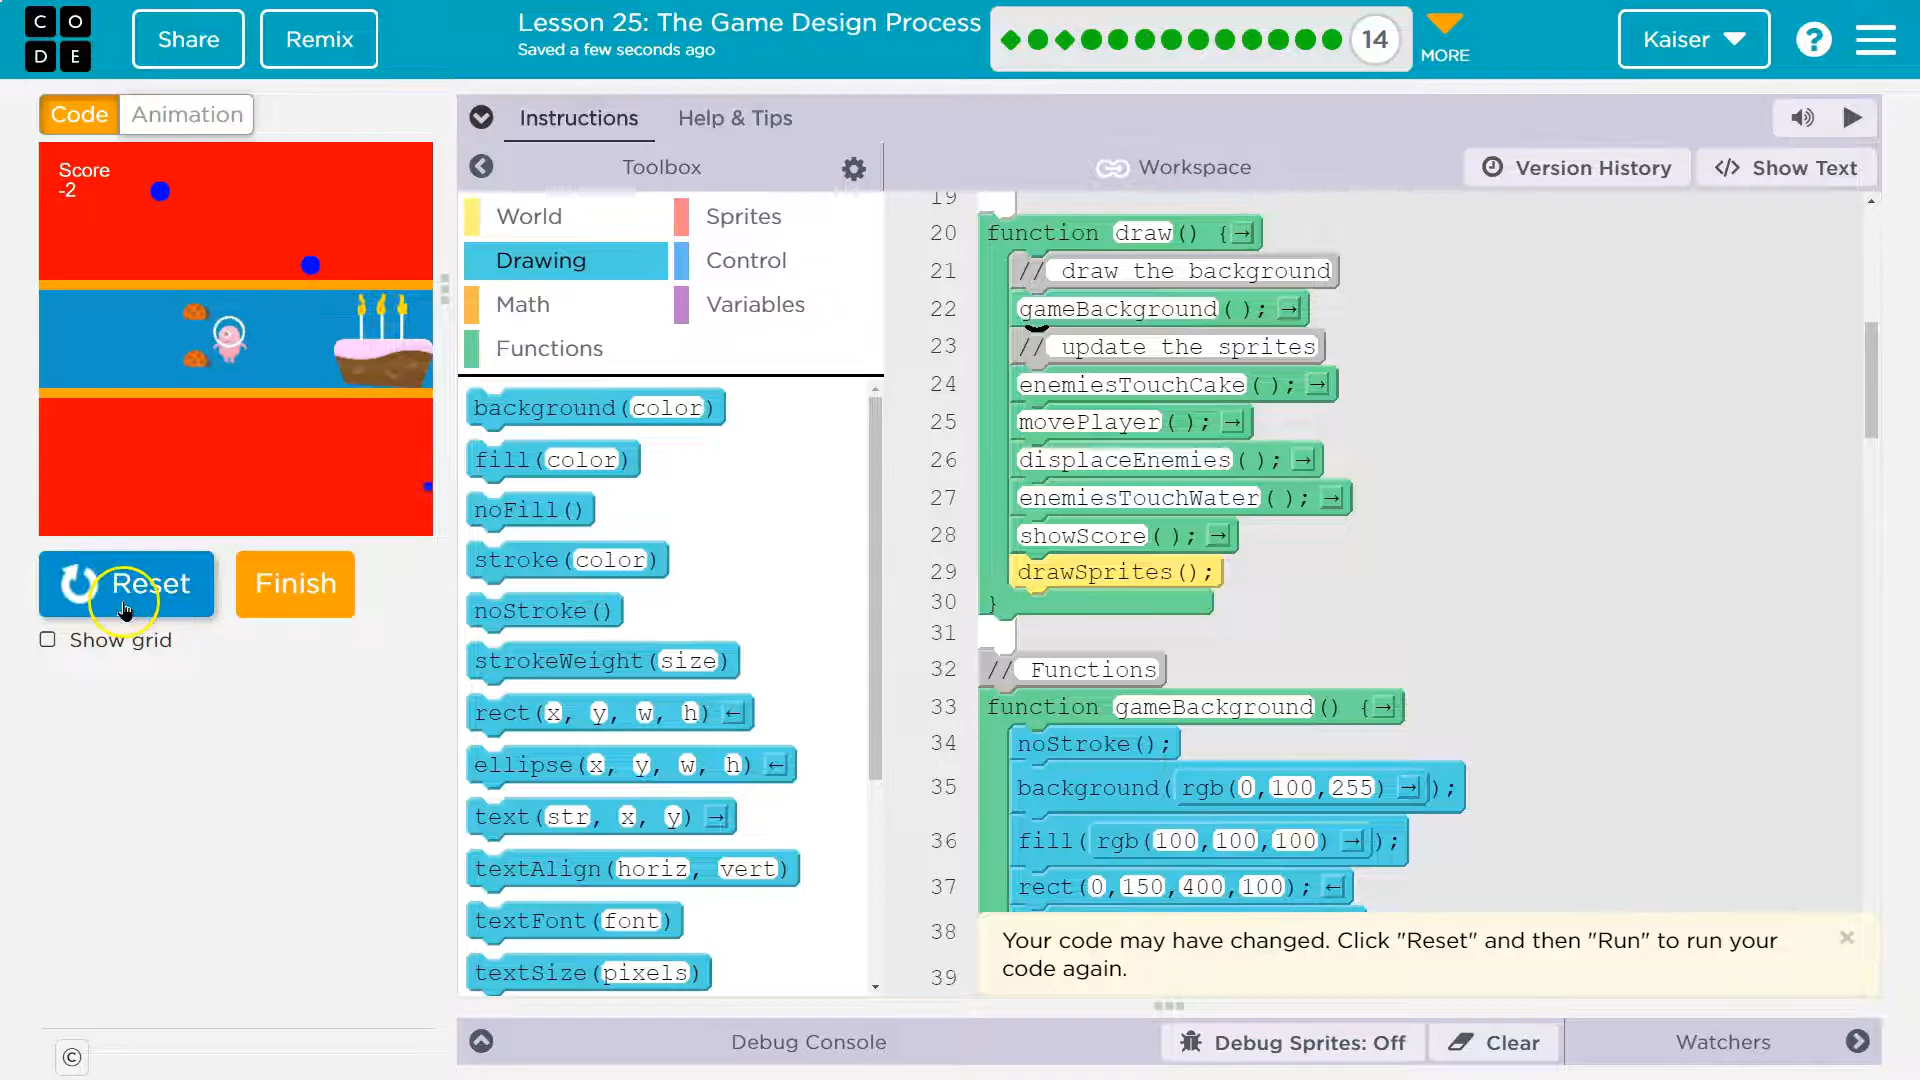 C O
D E
Share
Remix
Lesson 25: The Game Design Process
Saved a few seconds ago
14
MORE
Kaiser
?
Code
Animation
Instructions
Help & Tips
Toolbox
Workspace
Version History
</> Show Text
Score
-2
World
Sprites
Drawing
Control
Math
Variables
Functions
Reset
Finish
Show grid
background(color)
fill(color)
noFill()
stroke(color)
noStroke()
strokeWeight(size)
rect(x, y, w, h)
ellipse(x, y, w, h)
text(str, x, y)
textAlign(horiz, vert)
textFont(font)
textSize(pixels)
19
20 function draw() {
21 // draw the background
22 gameBackground();
23 // update the sprites
24 enemiesTouchCake();
25 movePlayer();
26 displaceEnemies();
27 enemiesTouchWater();
28 showScore();
29 drawSprites();
30 }
31
32 // Functions
33 function gameBackground() {
34 noStroke();
35 background(rgb(0,100,255));
36 fill(rgb(100,100,100));
37 rect(0,150,400,100);
38
39
Your code may have changed. Click "Reset" and then "Run" to run your
code again.
©
Debug Console
Debug Sprites: Off
Clear
Watchers